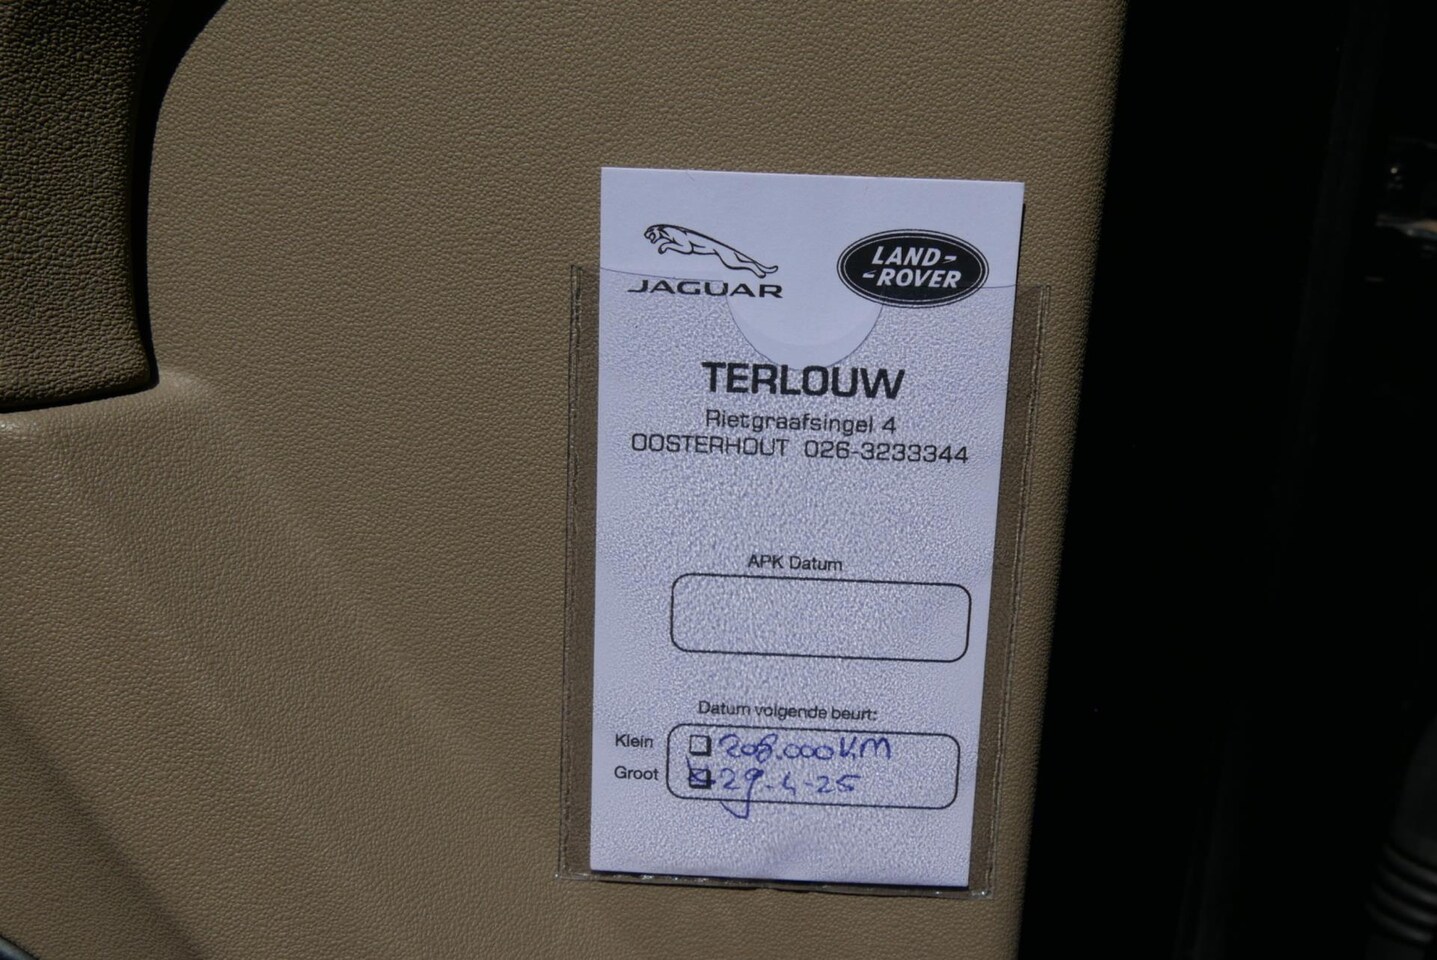 JAGUAR
LAND-
-ROVER
TERLOUW
Rietgraafsingel 4
OOSTERHOUT 026-3233344
APK Datum
Datum volgende beurt:
Klein 208.000 KM
Groot 29-4-25